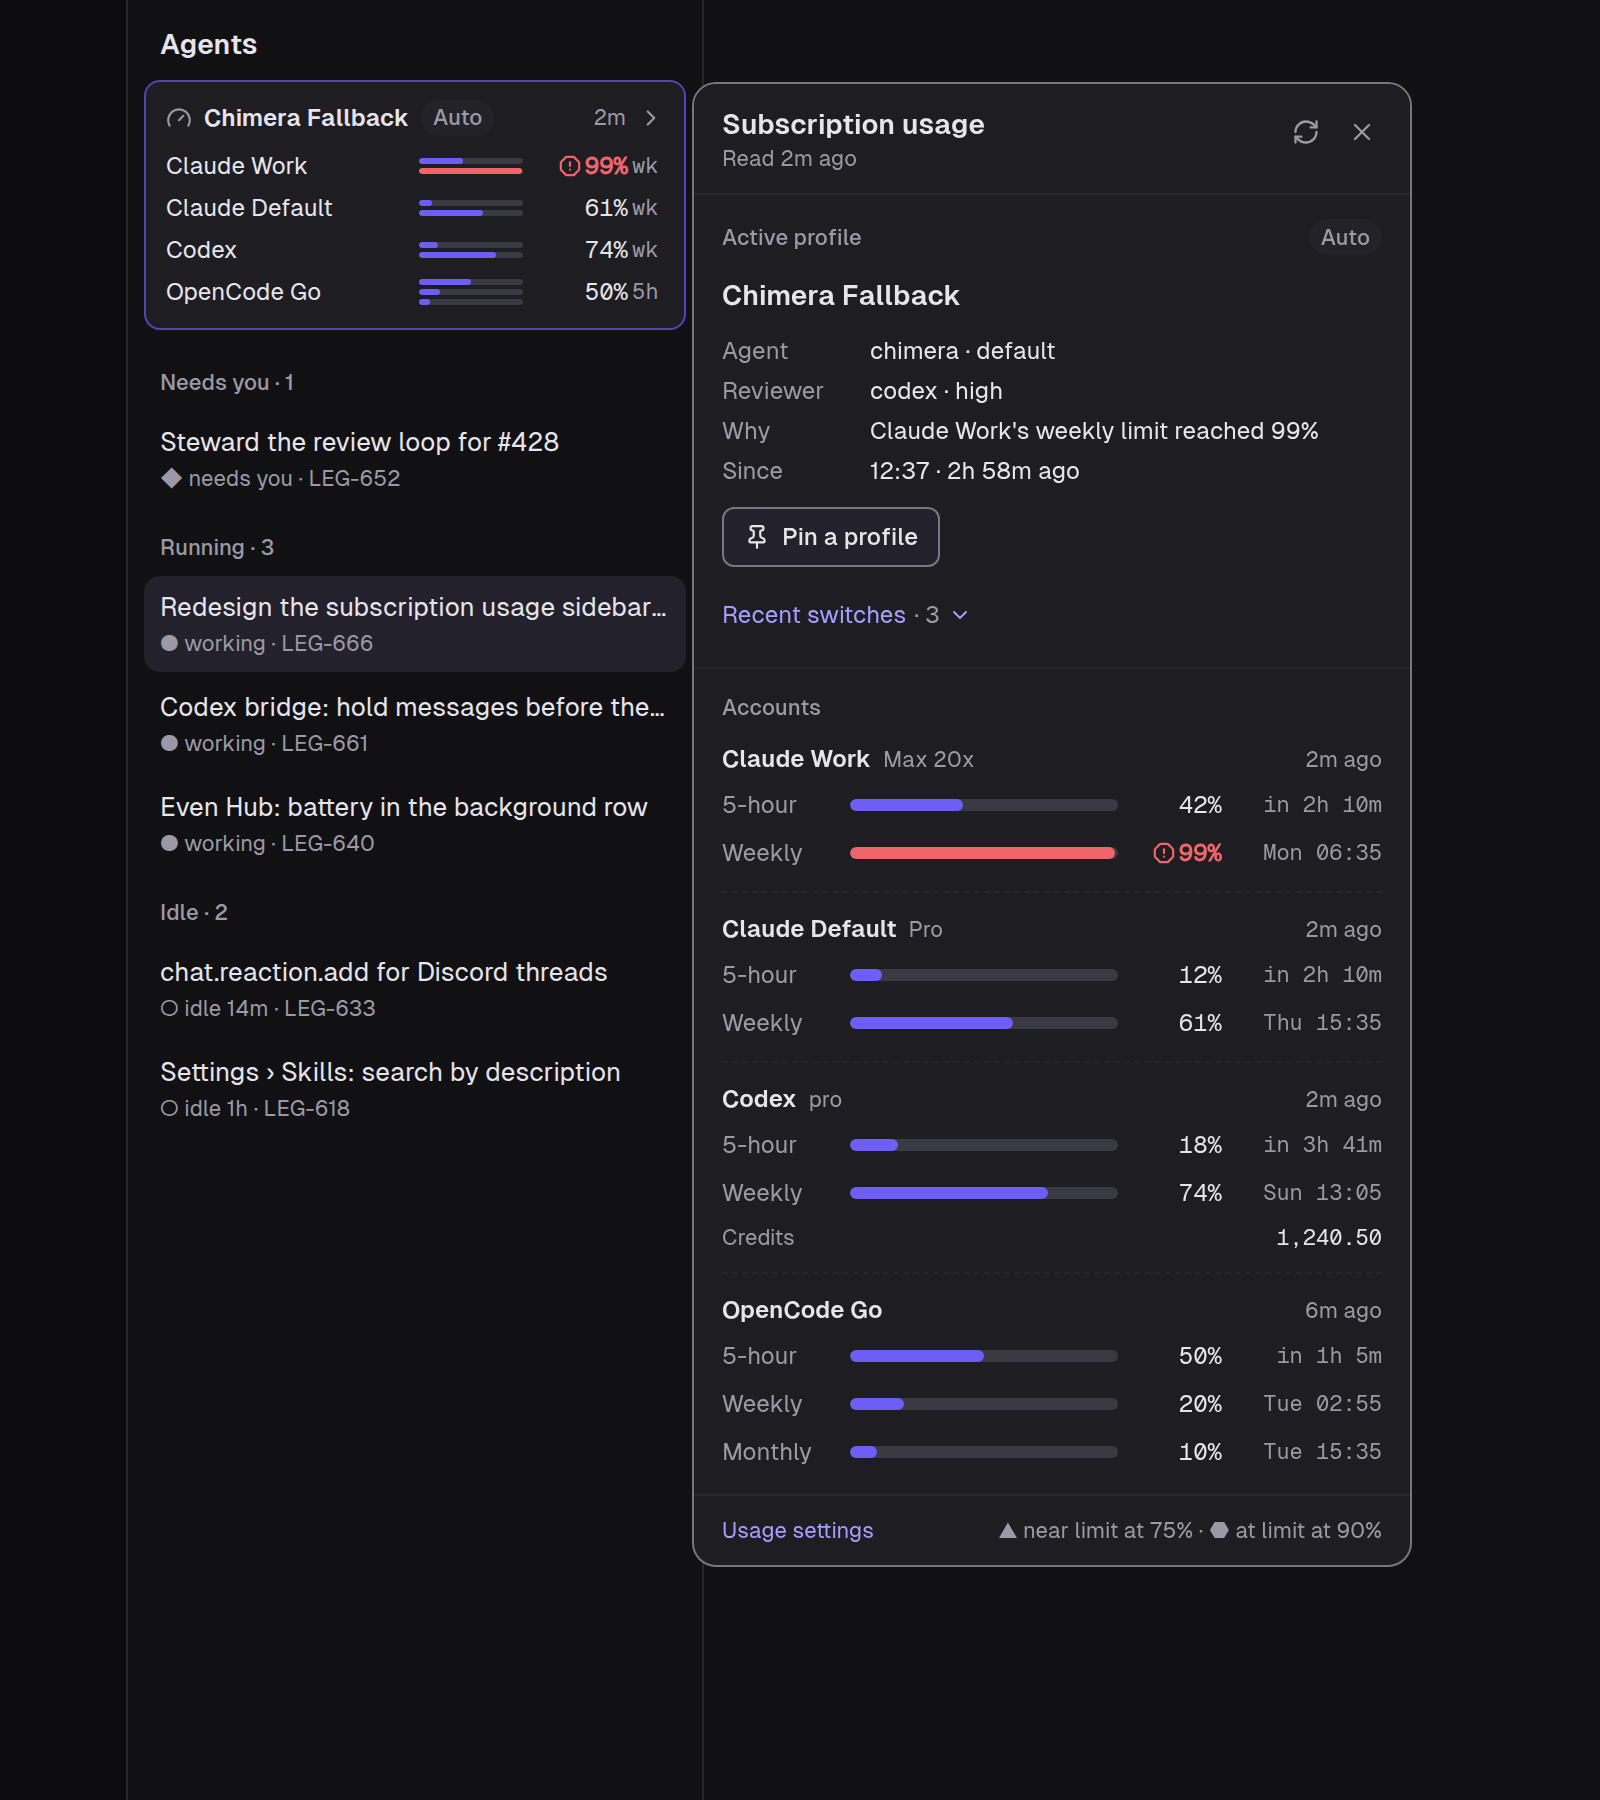 Agents
Chimera Fallback Auto 2m
Claude Work 99% wk
Claude Default 61% wk
Codex 74% wk
OpenCode Go 50% 5h
Needs you · 1
Steward the review loop for #428
needs you · LEG-652
Running · 3
Redesign the subscription usage sidebar…
working · LEG-666
Codex bridge: hold messages before the…
working · LEG-661
Even Hub: battery in the background row
working · LEG-640
Idle · 2
chat.reaction.add for Discord threads
idle 14m · LEG-633
Settings › Skills: search by description
idle 1h · LEG-618
Subscription usage
Read 2m ago
Active profile Auto
Chimera Fallback
Agent chimera · default
Reviewer codex · high
Why Claude Work's weekly limit reached 99%
Since 12:37 · 2h 58m ago
Pin a profile
Recent switches · 3
Accounts
Claude Work Max 20x 2m ago
5-hour 42% in 2h 10m
Weekly 99% Mon 06:35
Claude Default Pro 2m ago
5-hour 12% in 2h 10m
Weekly 61% Thu 15:35
Codex pro 2m ago
5-hour 18% in 3h 41m
Weekly 74% Sun 13:05
Credits 1,240.50
OpenCode Go 6m ago
5-hour 50% in 1h 5m
Weekly 20% Tue 02:55
Monthly 10% Tue 15:35
Usage settings ▲ near limit at 75% · ⬢ at limit at 90%